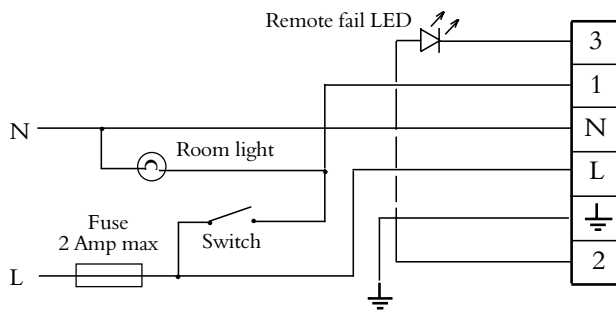 Remote fail LED
3
1
N
N
Room light
L
Fuse
2 Amp max
Switch
L
2